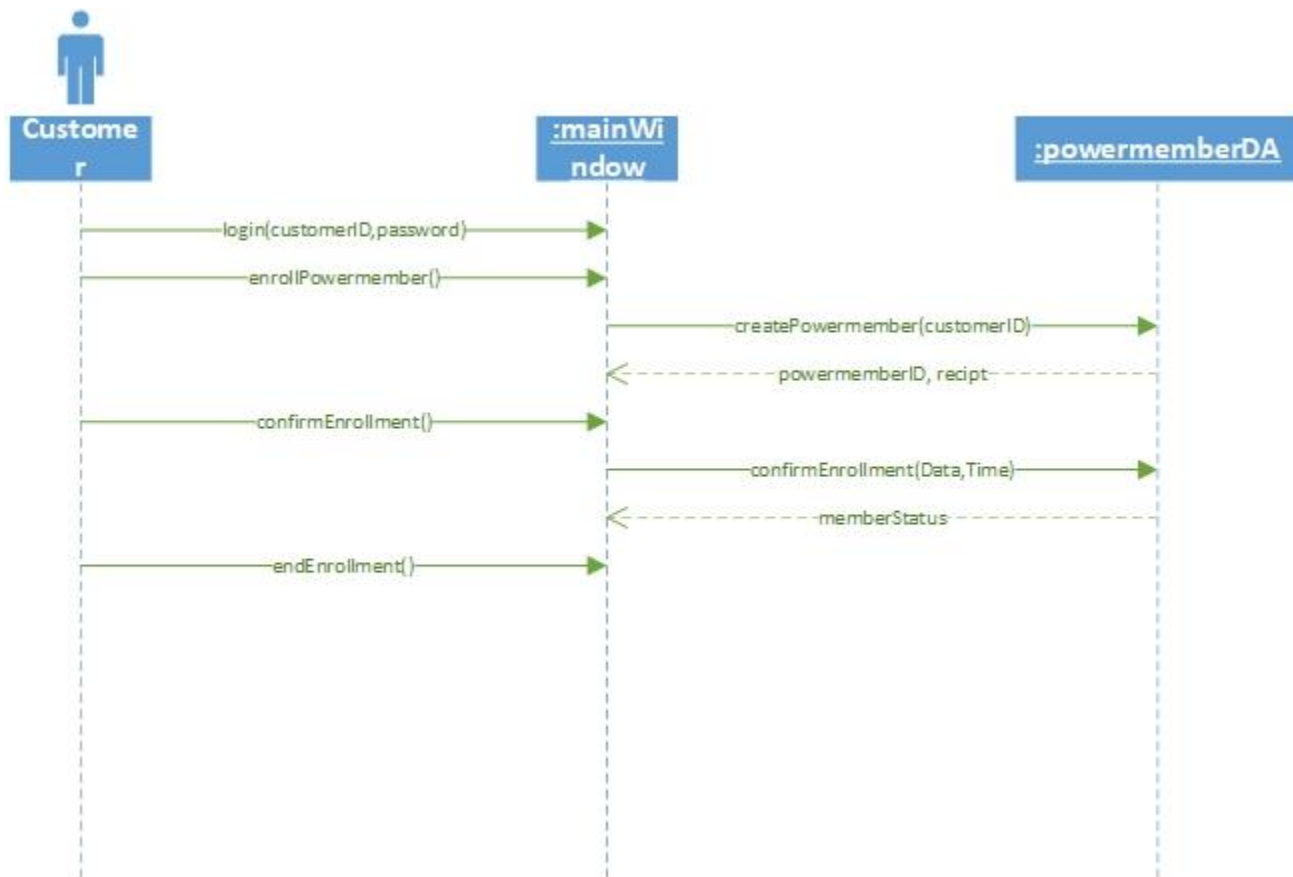 Custome
r
:mainWi
ndow
:powermemberDA
login(customerID,password)
enrollPowermember()
createPowermember(customerID)
powermemberID, recipt
confirmEnrollment()
confirmEnrollment(Data,Time)
memberStatus
endEnrollment()